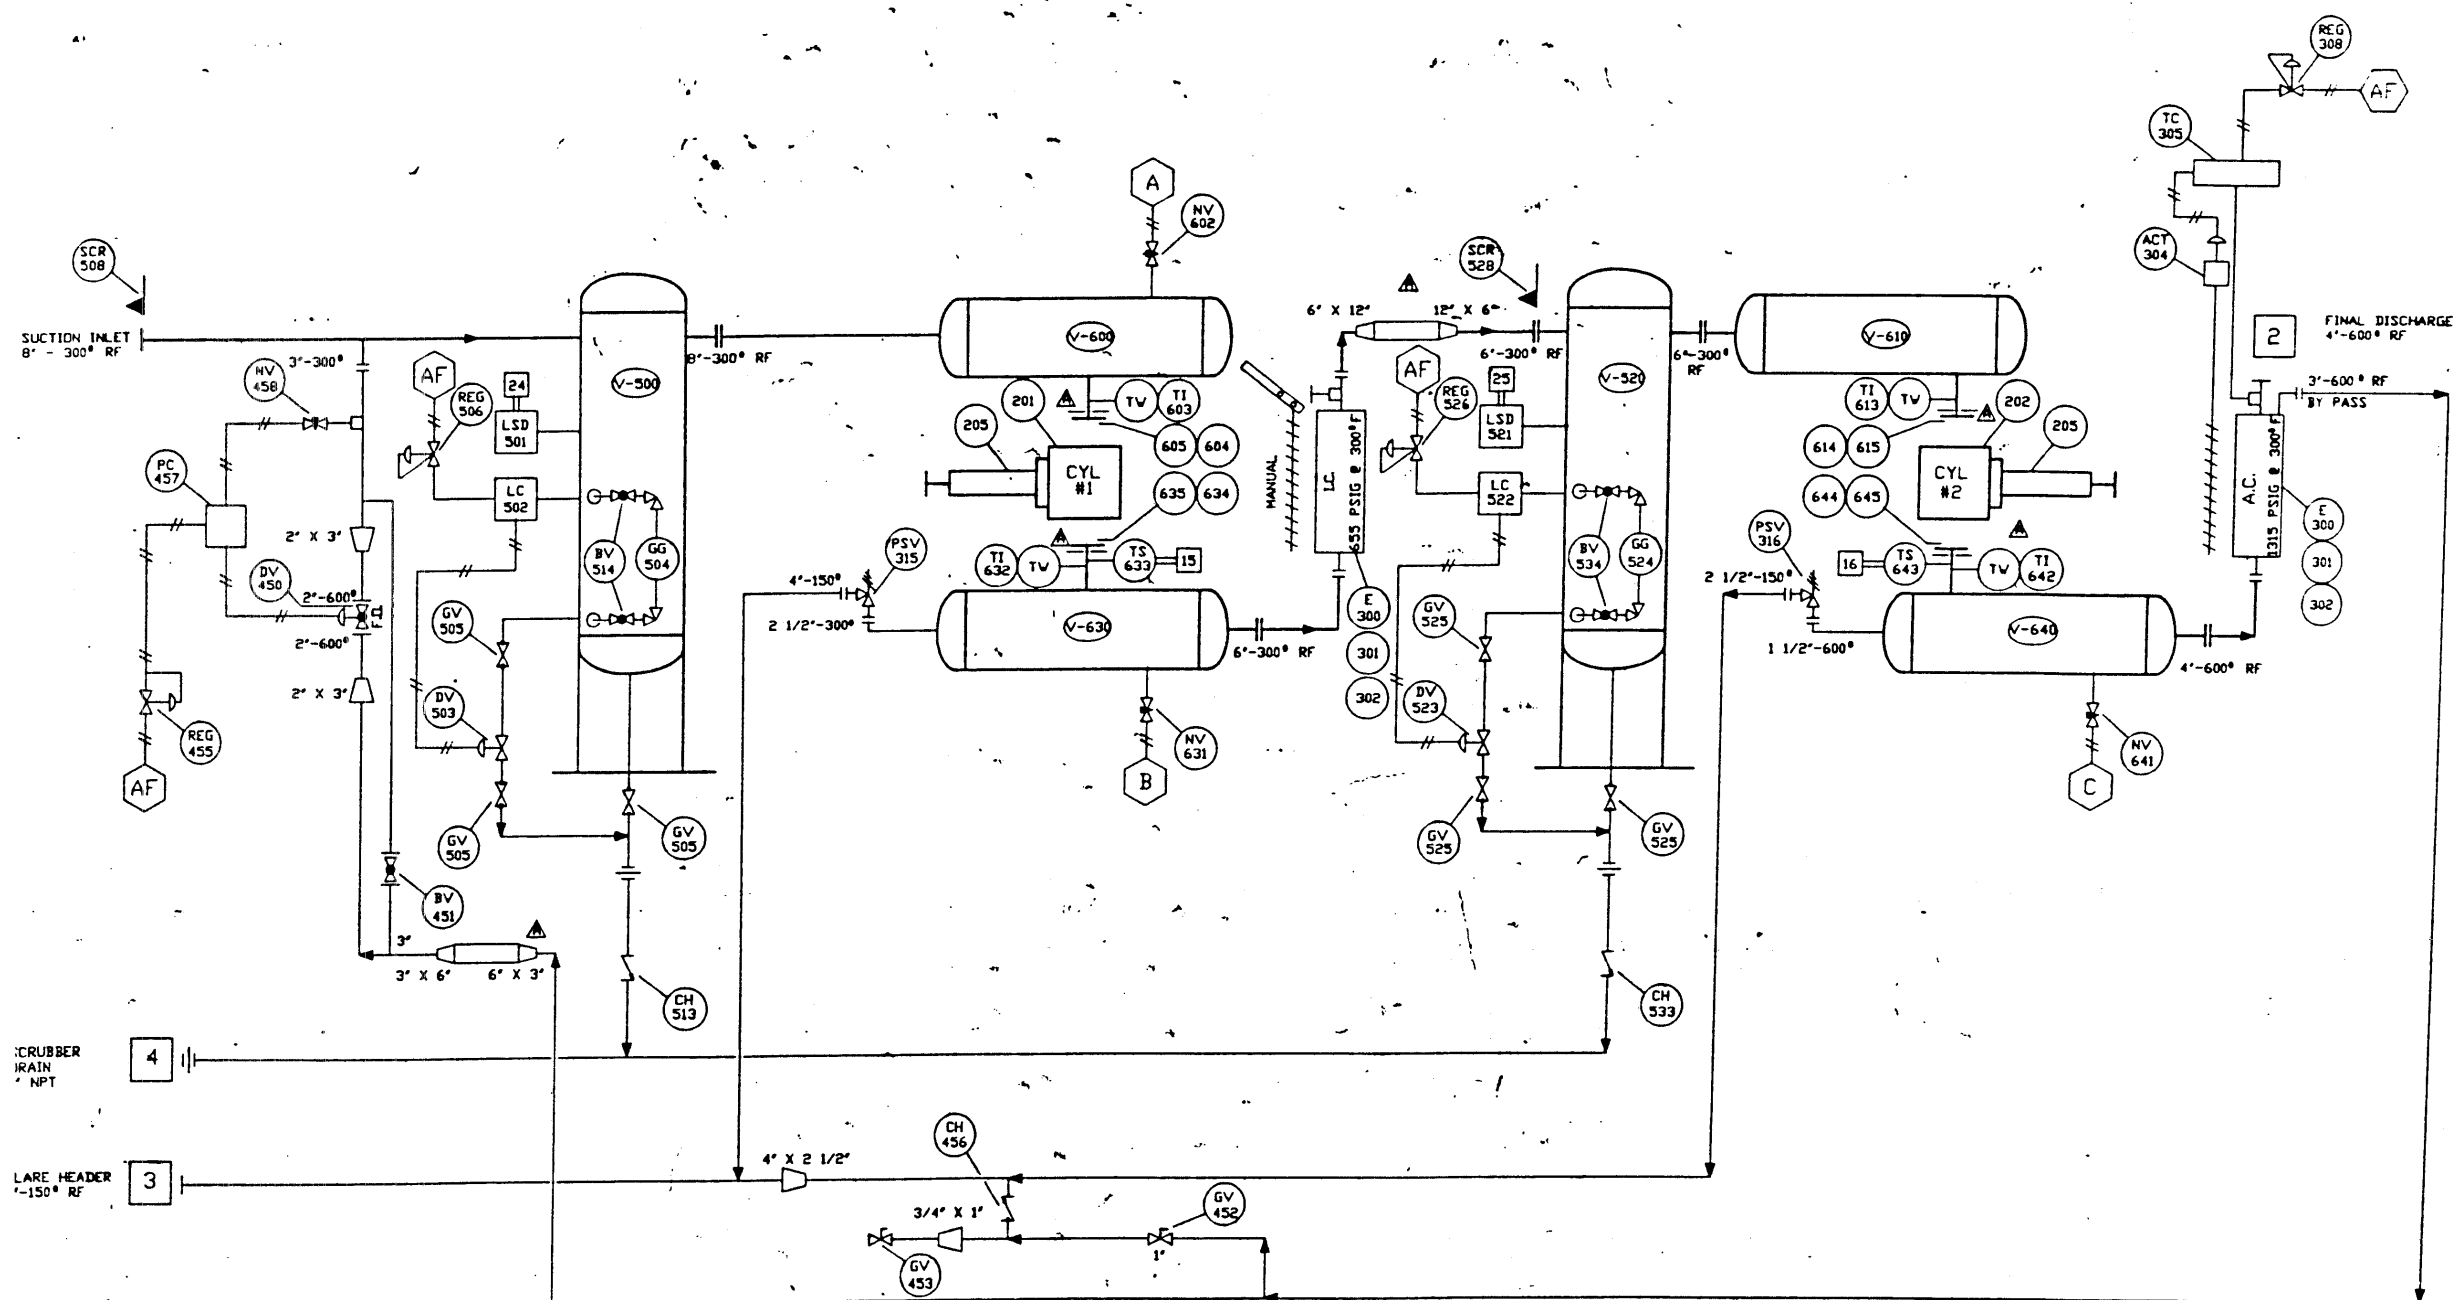 REG
308
AF
TC
305
A
NV
602
SCR
508
SCR
528
ACT
304
SUCTION INLET
8" - 300# RF
3"-300#
NV
458
AF
REG
506
24
LSD
501
V-500
8"-300# RF
V-600
201
TW
TI
603
205
605
604
CYL
#1
635
634
6" X 12"
12" X 6"
6"-300# RF
AF
REG
526
25
LSD
521
V-520
6"-300#
RF
V-610
TI
613
TW
202
614
615
205
CYL
#2
644
645
2
FINAL DISCHARGE
4"-600# RF
3"-600# RF
BY PASS
PC
457
LC
502
BV
514
GG
504
MANUAL
I.C.
655 PSIG @ 300°F
LC
522
BV
534
GG
524
A.C.
1315 PSIG @ 300°F
E
300
301
302
2" X 3"
DV
450
2"-600#
2"-600#
2" X 3"
GV
505
DV
503
4"-150#
PSV
315
2 1/2"-300#
TI
632
TW
TS
633
15
V-630
6"-300# RF
E
300
301
302
GV
525
DV
523
PSV
316
2 1/2"-150#
1 1/2"-600#
16
TS
643
TW
TI
642
V-640
4"-600# RF
REG
455
AF
NV
631
B
NV
641
C
GV
505
GV
505
GV
525
GV
525
BV
451
3"
3" X 6"
6" X 3"
CH
513
CH
533
CRUBBER
RAIN
" NPT
4
CH
456
4" X 2 1/2"
LARE HEADER
"-150# RF
3
3/4" X 1"
GV
452
1"
GV
453